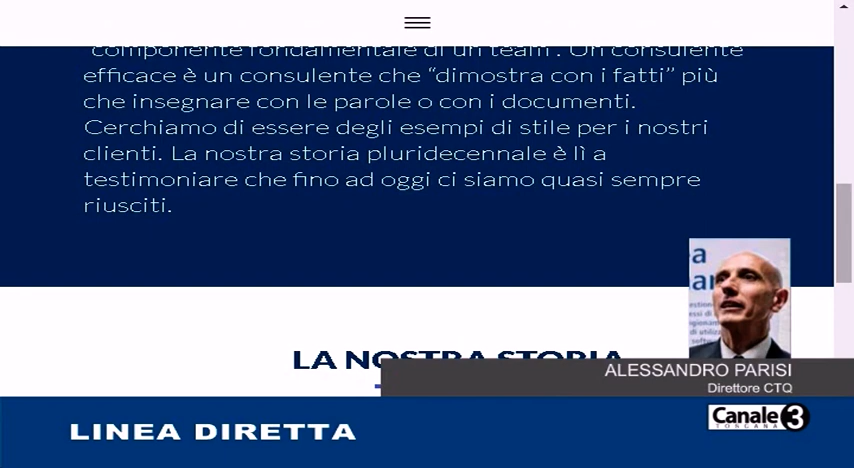 "componente fondamentale di un team". Un consulente
efficace è un consulente che “dimostra con i fatti” più
che insegnare con le parole o con i documenti.
Cerchiamo di essere degli esempi di stile per i nostri
clienti. La nostra storia pluridecennale è lì a
testimoniare che fino ad oggi ci siamo quasi sempre
riusciti.
LA NOSTRA STORIA
ALESSANDRO PARISI
Direttore CTQ
LINEA DIRETTA
Canale 3
TOSCANA